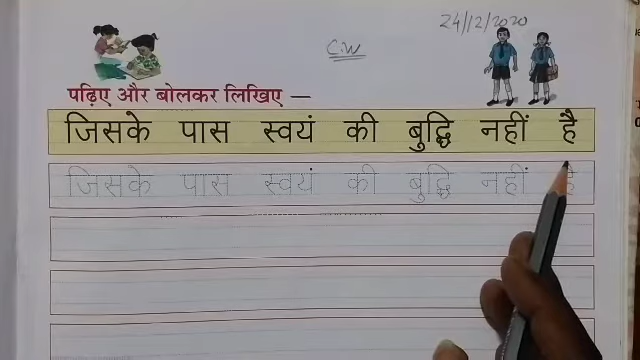 24/12/2020
C.W
पढ़िए और बोलकर लिखिए —
जिसके पास स्वयं की बुद्धि नहीं है
जिसके पास स्वयं की बुद्धि नहीं है